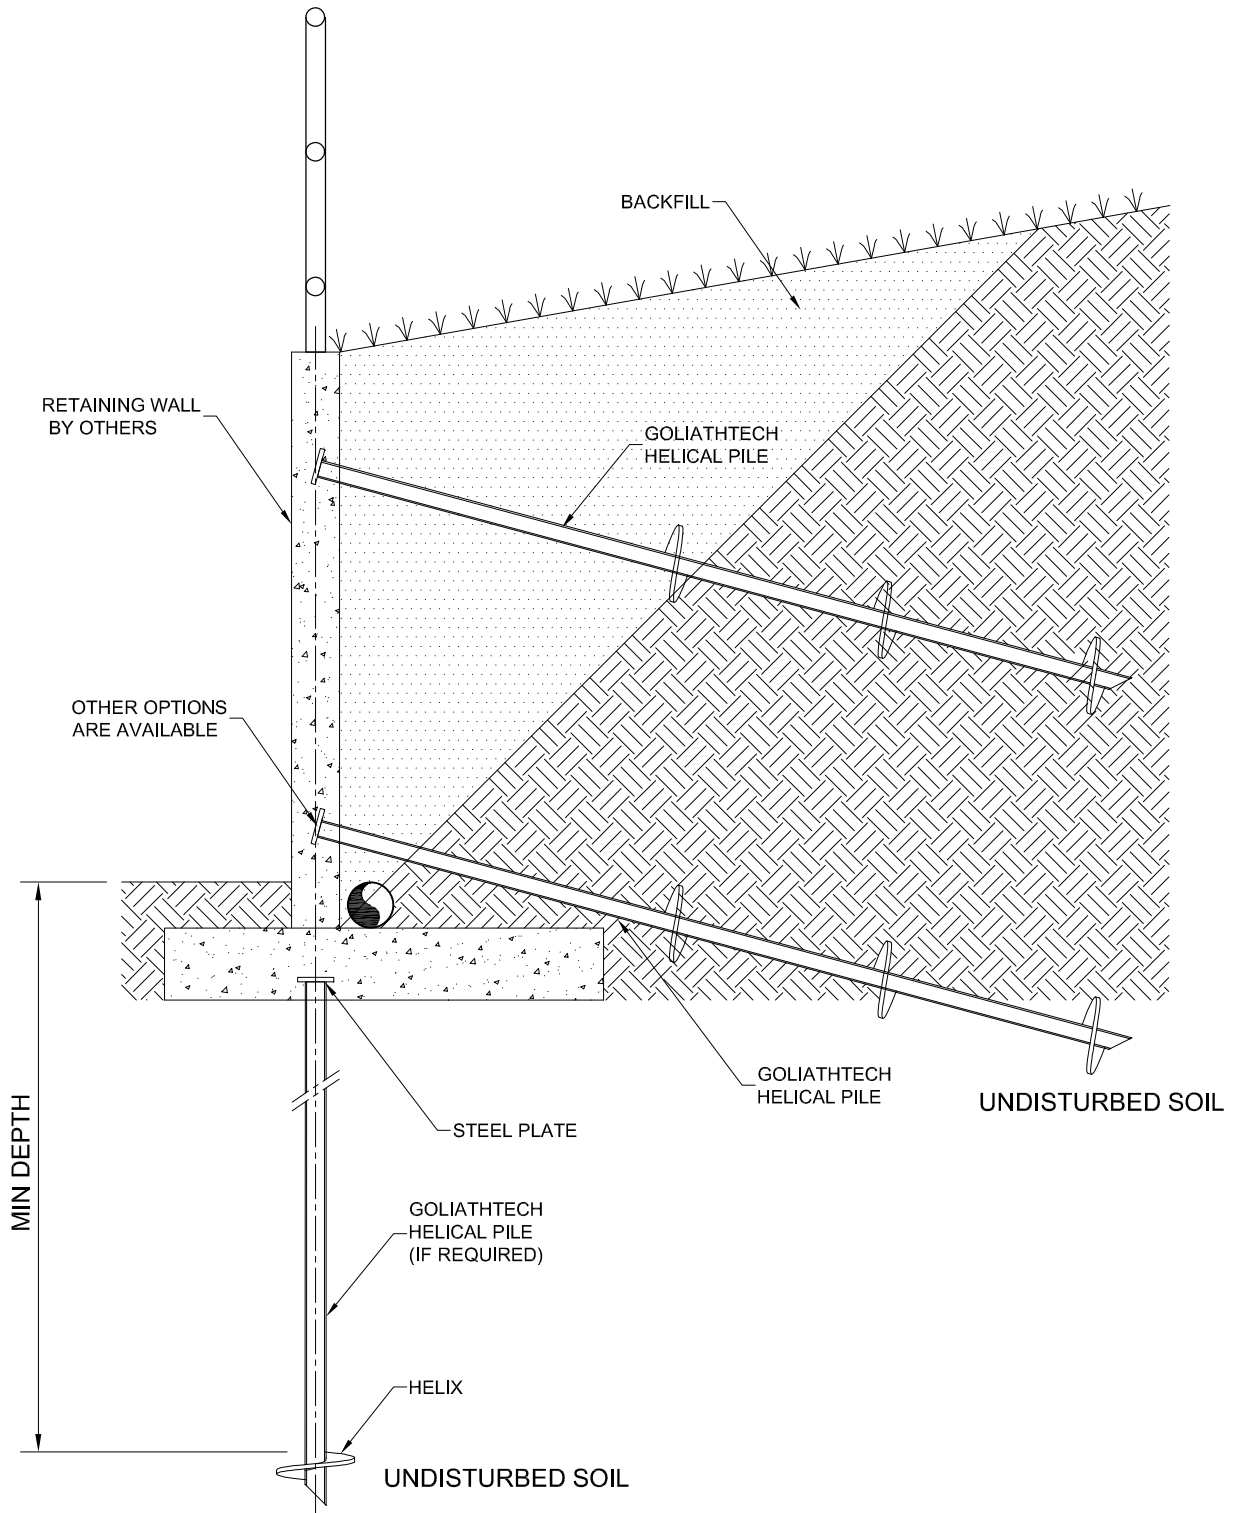 BACKFILL
RETAINING WALL
BY OTHERS
GOLIATHTECH
HELICAL PILE
OTHER OPTIONS
ARE AVAILABLE
GOLIATHTECH
HELICAL PILE
UNDISTURBED SOIL
STEEL PLATE
MIN DEPTH
GOLIATHTECH
HELICAL PILE
(IF REQUIRED)
HELIX
UNDISTURBED SOIL